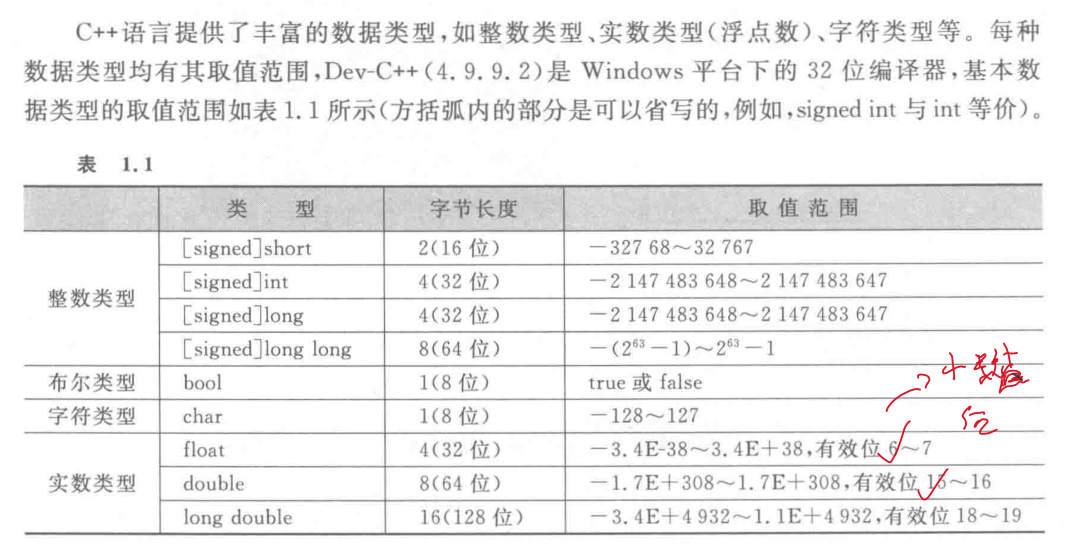 C++语言提供了丰富的数据类型,如整数类型、实数类型(浮点数)、字符类型等。每种
数据类型均有其取值范围,Dev-C++(4.9.9.2)是 Windows 平台下的 32 位编译器,基本数
据类型的取值范围如表 1.1 所示(方括弧内的部分是可以省写的,例如,signed int 与 int 等价)。
表 1.1
类 型 字节长度 取值范围
整数类型 [signed]short 2(16 位) -327 68~32 767
[signed]int 4(32 位) -2 147 483 648~2 147 483 647
[signed]long 4(32 位) -2 147 483 648~2 147 483 647
[signed]long long 8(64 位) -(2⁶³-1)~2⁶³-1
布尔类型 bool 1(8 位) true 或 false
字符类型 char 1(8 位) -128~127
实数类型 float 4(32 位) -3.4E-38~3.4E+38,有效位 6~7
double 8(64 位) -1.7E+308~1.7E+308,有效位 15~16
long double 16(128 位) -3.4E+4 932~1.1E+4 932,有效位 18~19